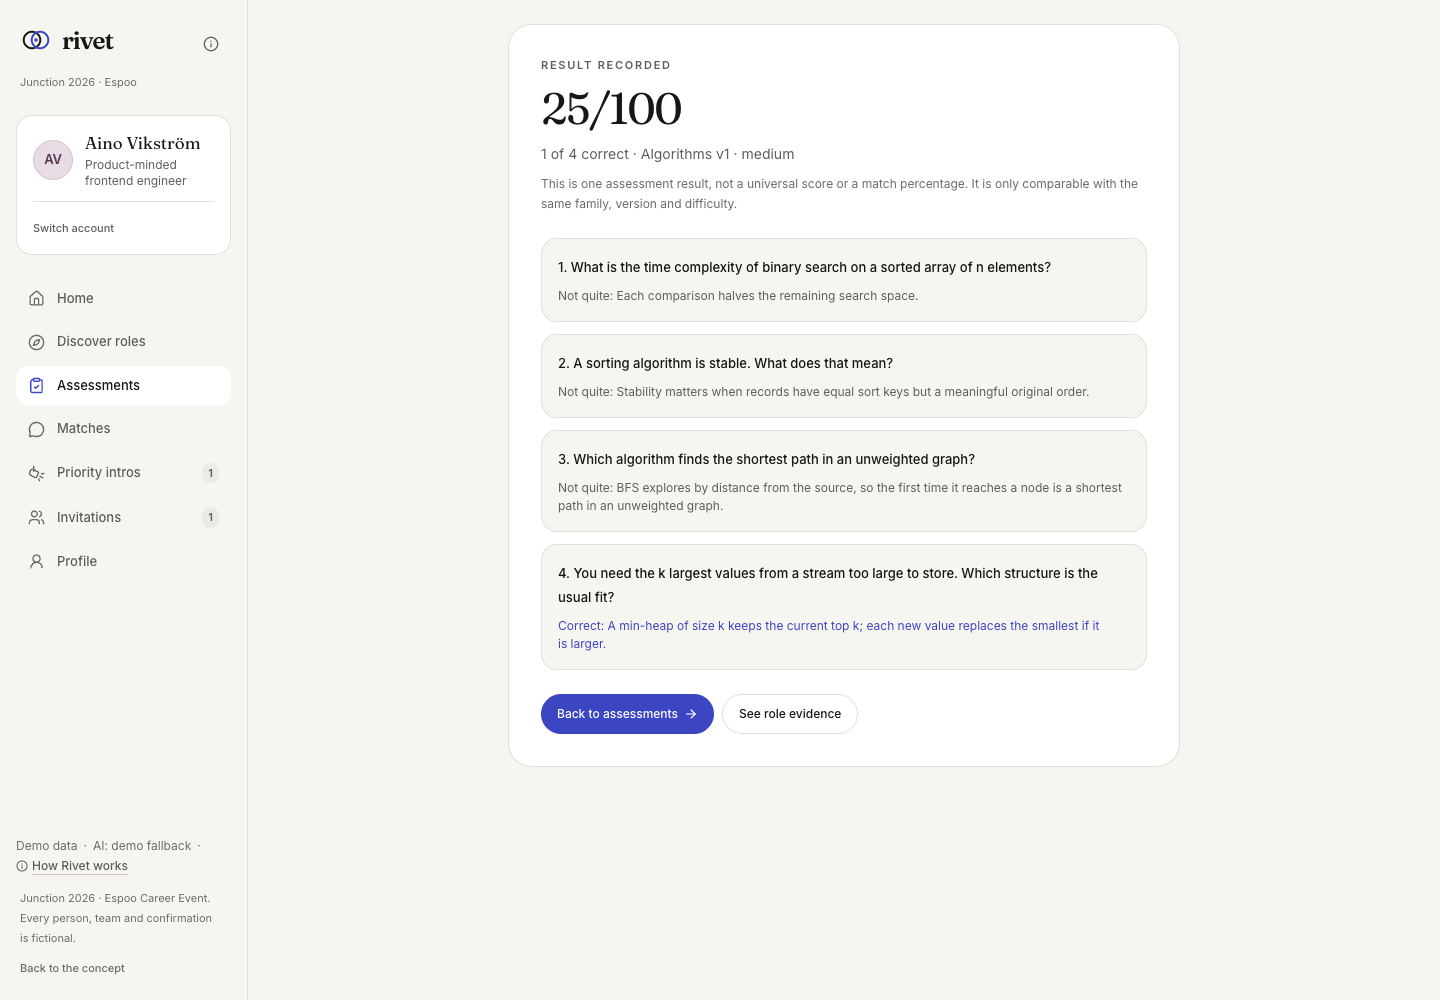 rivet
Junction 2026 · Espoo
AV
Aino Vikström
Product-minded
frontend engineer
Switch account
Home
Discover roles
Assessments
Matches
Priority intros 1
Invitations 1
Profile
Demo data · AI: demo fallback ·
How Rivet works
Junction 2026 · Espoo Career Event.
Every person, team and confirmation
is fictional.
Back to the concept
RESULT RECORDED
25/100
1 of 4 correct · Algorithms v1 · medium
This is one assessment result, not a universal score or a match percentage. It is only comparable with the
same family, version and difficulty.
1. What is the time complexity of binary search on a sorted array of n elements?
Not quite: Each comparison halves the remaining search space.
2. A sorting algorithm is stable. What does that mean?
Not quite: Stability matters when records have equal sort keys but a meaningful original order.
3. Which algorithm finds the shortest path in an unweighted graph?
Not quite: BFS explores by distance from the source, so the first time it reaches a node is a shortest
path in an unweighted graph.
4. You need the k largest values from a stream too large to store. Which structure is the
usual fit?
Correct: A min-heap of size k keeps the current top k; each new value replaces the smallest if it
is larger.
Back to assessments
See role evidence